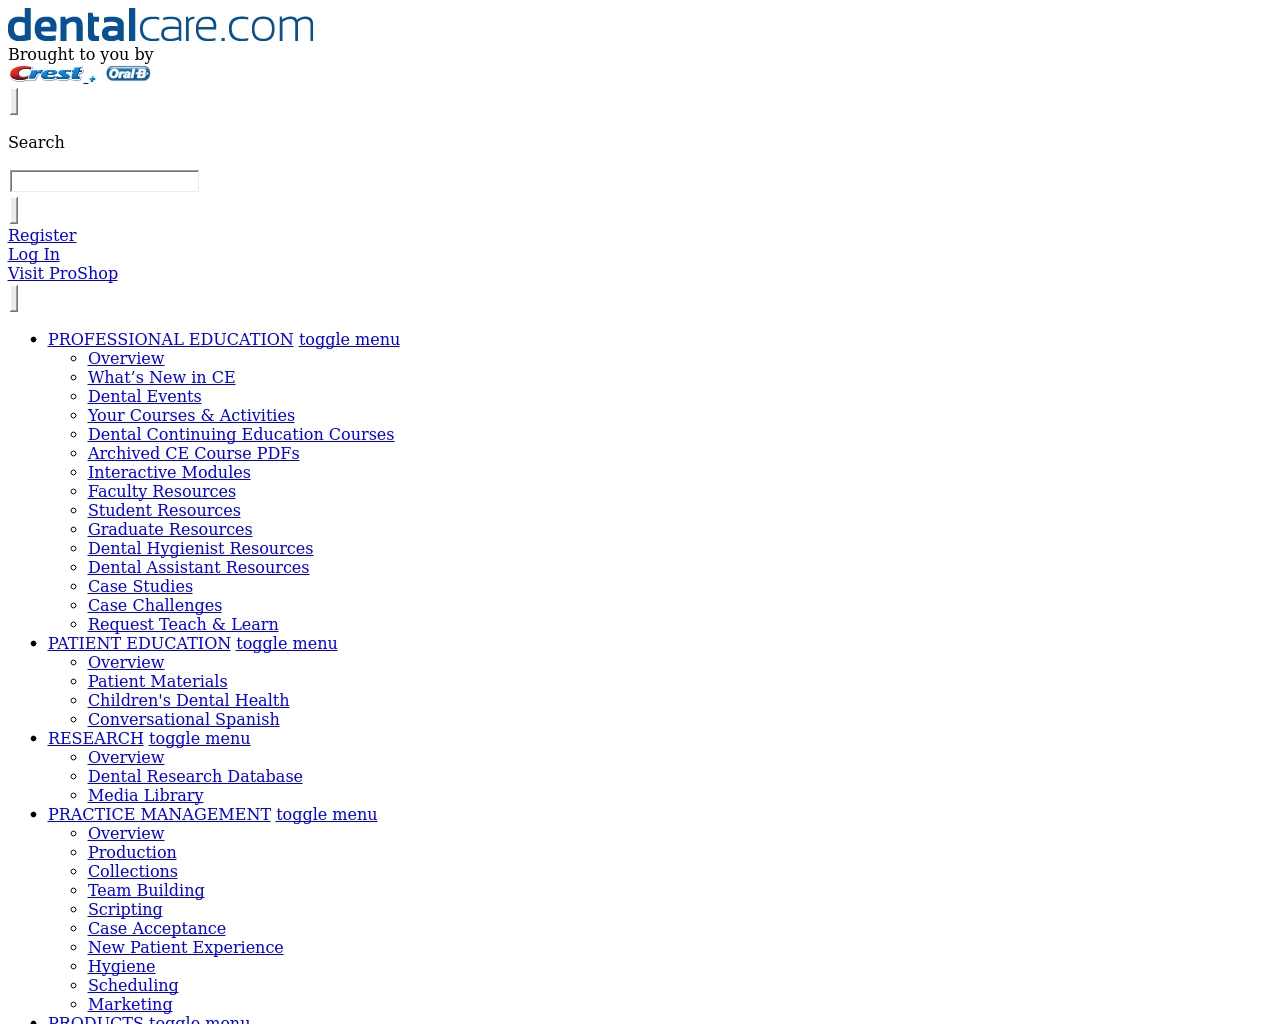 dentalcare.com
Brought to you by
Crest + Oral-B
Search
Register
Log In
Visit ProShop
PROFESSIONAL EDUCATION toggle menu
Overview
What’s New in CE
Dental Events
Your Courses & Activities
Dental Continuing Education Courses
Archived CE Course PDFs
Interactive Modules
Faculty Resources
Student Resources
Graduate Resources
Dental Hygienist Resources
Dental Assistant Resources
Case Studies
Case Challenges
Request Teach & Learn
PATIENT EDUCATION toggle menu
Overview
Patient Materials
Children's Dental Health
Conversational Spanish
RESEARCH toggle menu
Overview
Dental Research Database
Media Library
PRACTICE MANAGEMENT toggle menu
Overview
Production
Collections
Team Building
Scripting
Case Acceptance
New Patient Experience
Hygiene
Scheduling
Marketing
PRODUCTS toggle menu